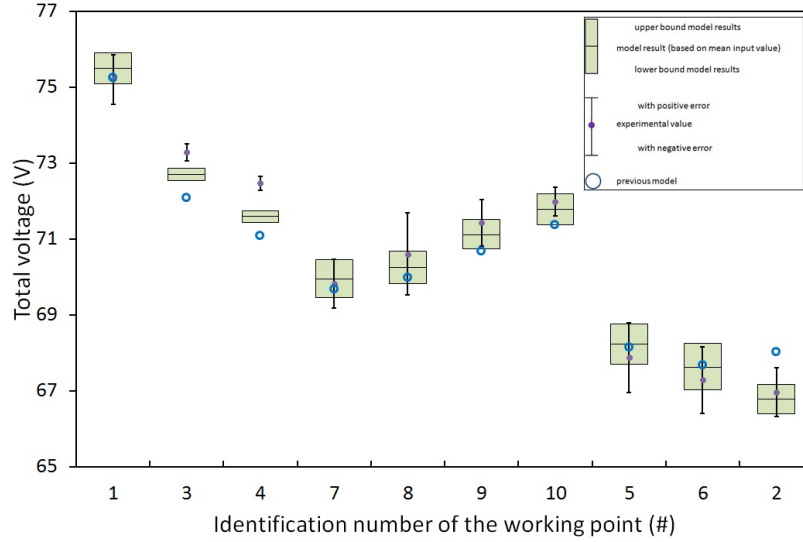 77
75
73
71
69
67
65
Total voltage (V)
upper bound model results
model result (based on mean input value)
lower bound model results
with positive error
experimental value
with negative error
previous model
1 3 4 7 8 9 10 5 6 2
Identification number of the working point (#)